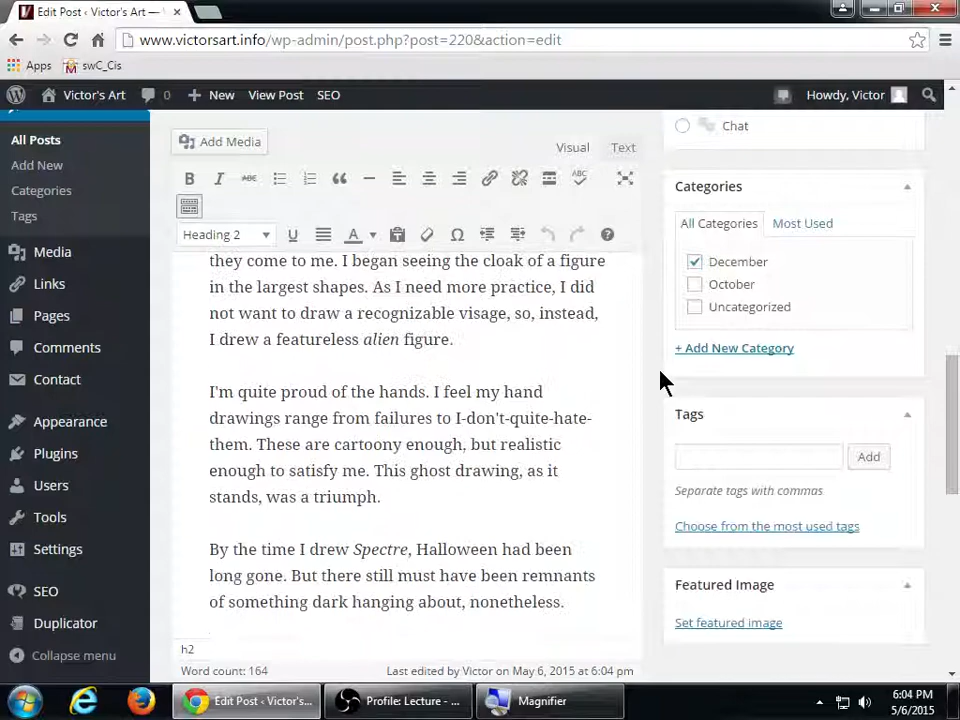 Edit Post ‹ Victor's Art —
www.victorsart.info/wp-admin/post.php?post=220&action=edit
Apps swC_Cis
Victor's Art 0 + New View Post SEO Howdy, Victor
All Posts
Add New
Categories
Tags
Media
Links
Pages
Comments
Contact
Appearance
Plugins
Users
Tools
Settings
SEO
Duplicator
Collapse menu
Add Media
Visual Text
B I ABC ABC
Heading 2 U A
they come to me. I began seeing the cloak of a figure
in the largest shapes. As I need more practice, I did
not want to draw a recognizable visage, so, instead,
I drew a featureless alien figure.
I'm quite proud of the hands. I feel my hand
drawings range from failures to I-don't-quite-hate-
them. These are cartoony enough, but realistic
enough to satisfy me. This ghost drawing, as it
stands, was a triumph.
By the time I drew Spectre, Halloween had been
long gone. But there still must have been remnants
of something dark hanging about, nonetheless.
h2
Word count: 164 Last edited by Victor on May 6, 2015 at 6:04 pm
Chat
Categories
All Categories Most Used
December
October
Uncategorized
+ Add New Category
Tags
Add
Separate tags with commas
Choose from the most used tags
Featured Image
Set featured image
Edit Post ‹ Victor's... Profile: Lecture - ... Magnifier
6:04 PM
5/6/2015